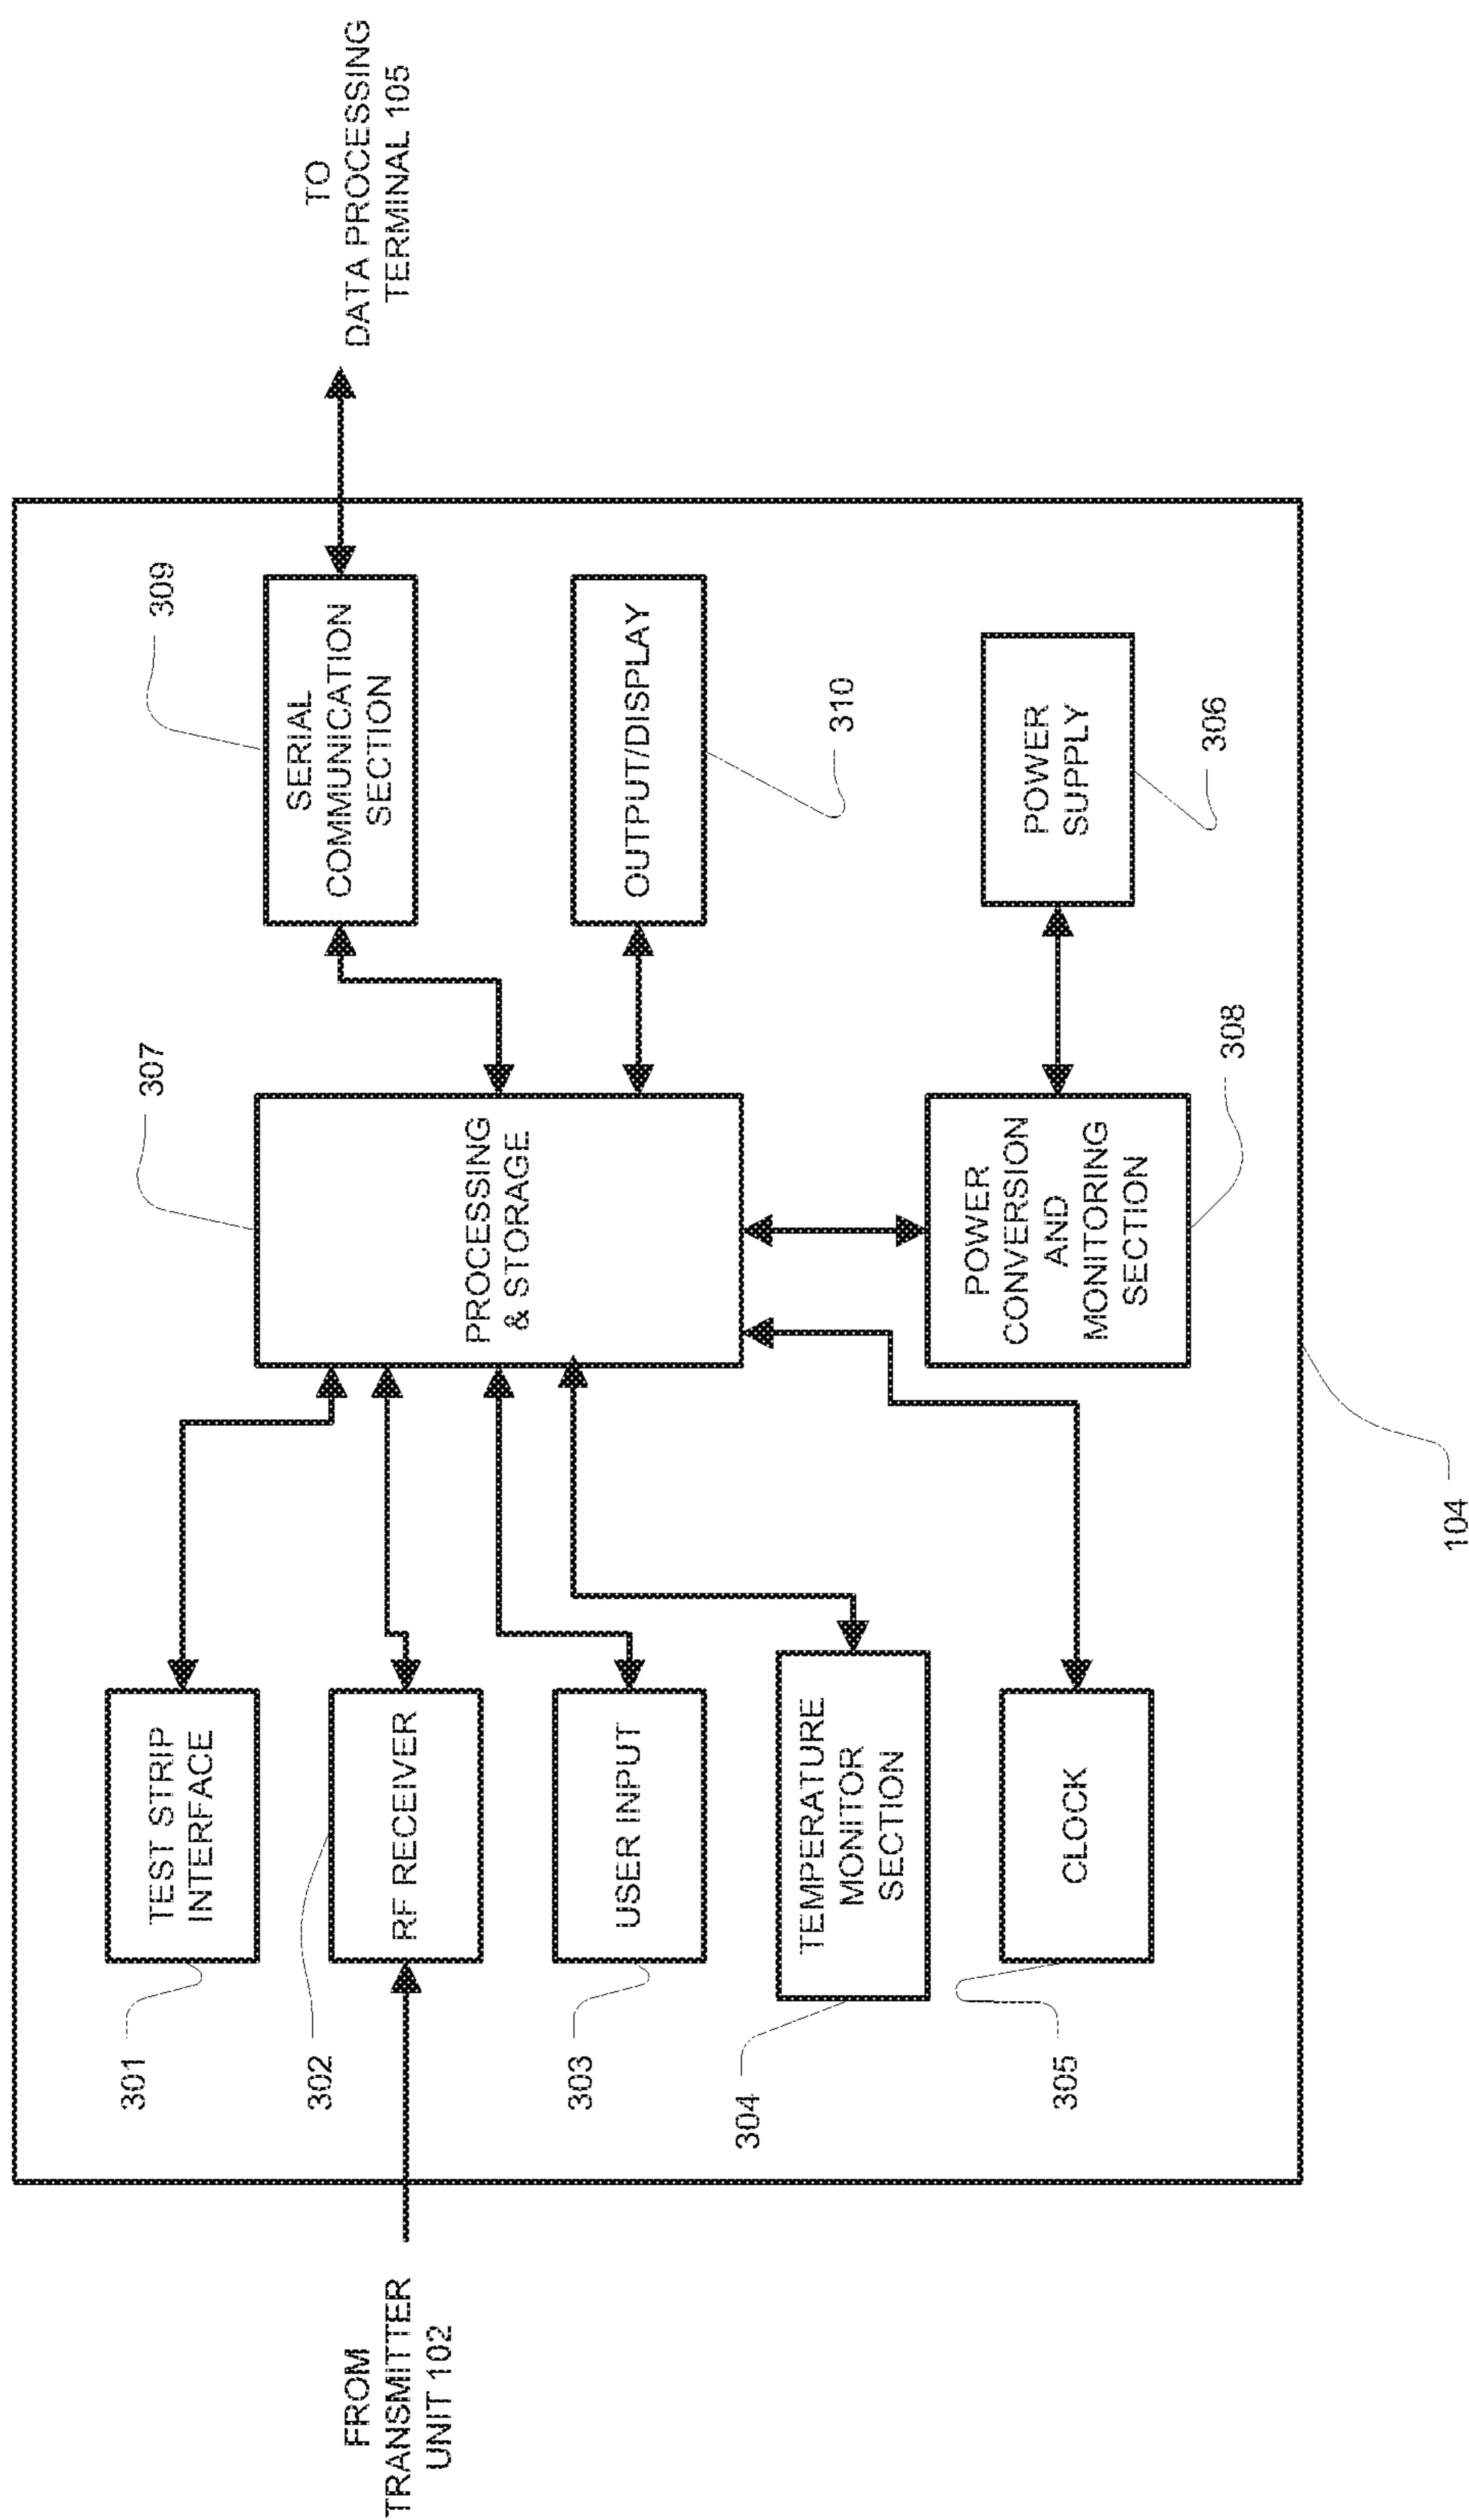 FROM
TRANSMITTER
UNIT 102
301
TEST STRIP
INTERFACE
302
RF RECEIVER
303
USER INPUT
304
TEMPERATURE
MONITOR
SECTION
305
CLOCK
307
PROCESSING
& STORAGE
POWER
CONVERSION
AND
MONITORING
SECTION
308
309
SERIAL
COMMUNICATION
SECTION
OUTPUT/DISPLAY
310
POWER
SUPPLY
306
TO
DATA PROCESSING
TERMINAL 105
104